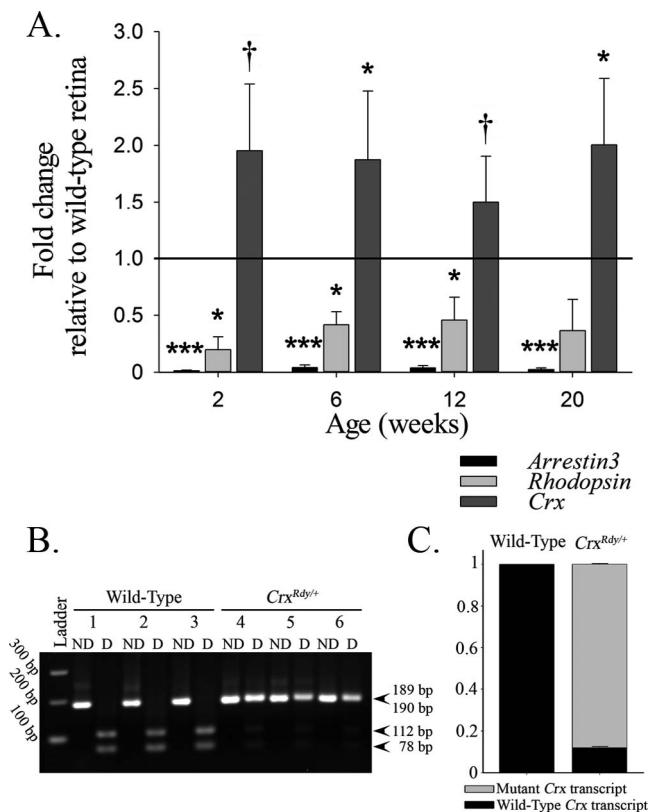 A.
Fold change
relative to wild-type retina
3.0
2.5
2.0
1.5
1.0
0.5
0
† * † *
*** * *** * *** * ***
2 6 12 20
Age (weeks)
Arrestin3
Rhodopsin
Crx
B.
Ladder
Wild-Type Crx^Rdy/+
1 2 3 4 5 6
ND D ND D ND D ND D ND D ND D
300 bp
200 bp
100 bp
189 bp
190 bp
112 bp
78 bp
C.
Wild-Type Crx^Rdy/+
1
0.8
0.6
0.4
0.2
0
Mutant Crx transcript
Wild-Type Crx transcript